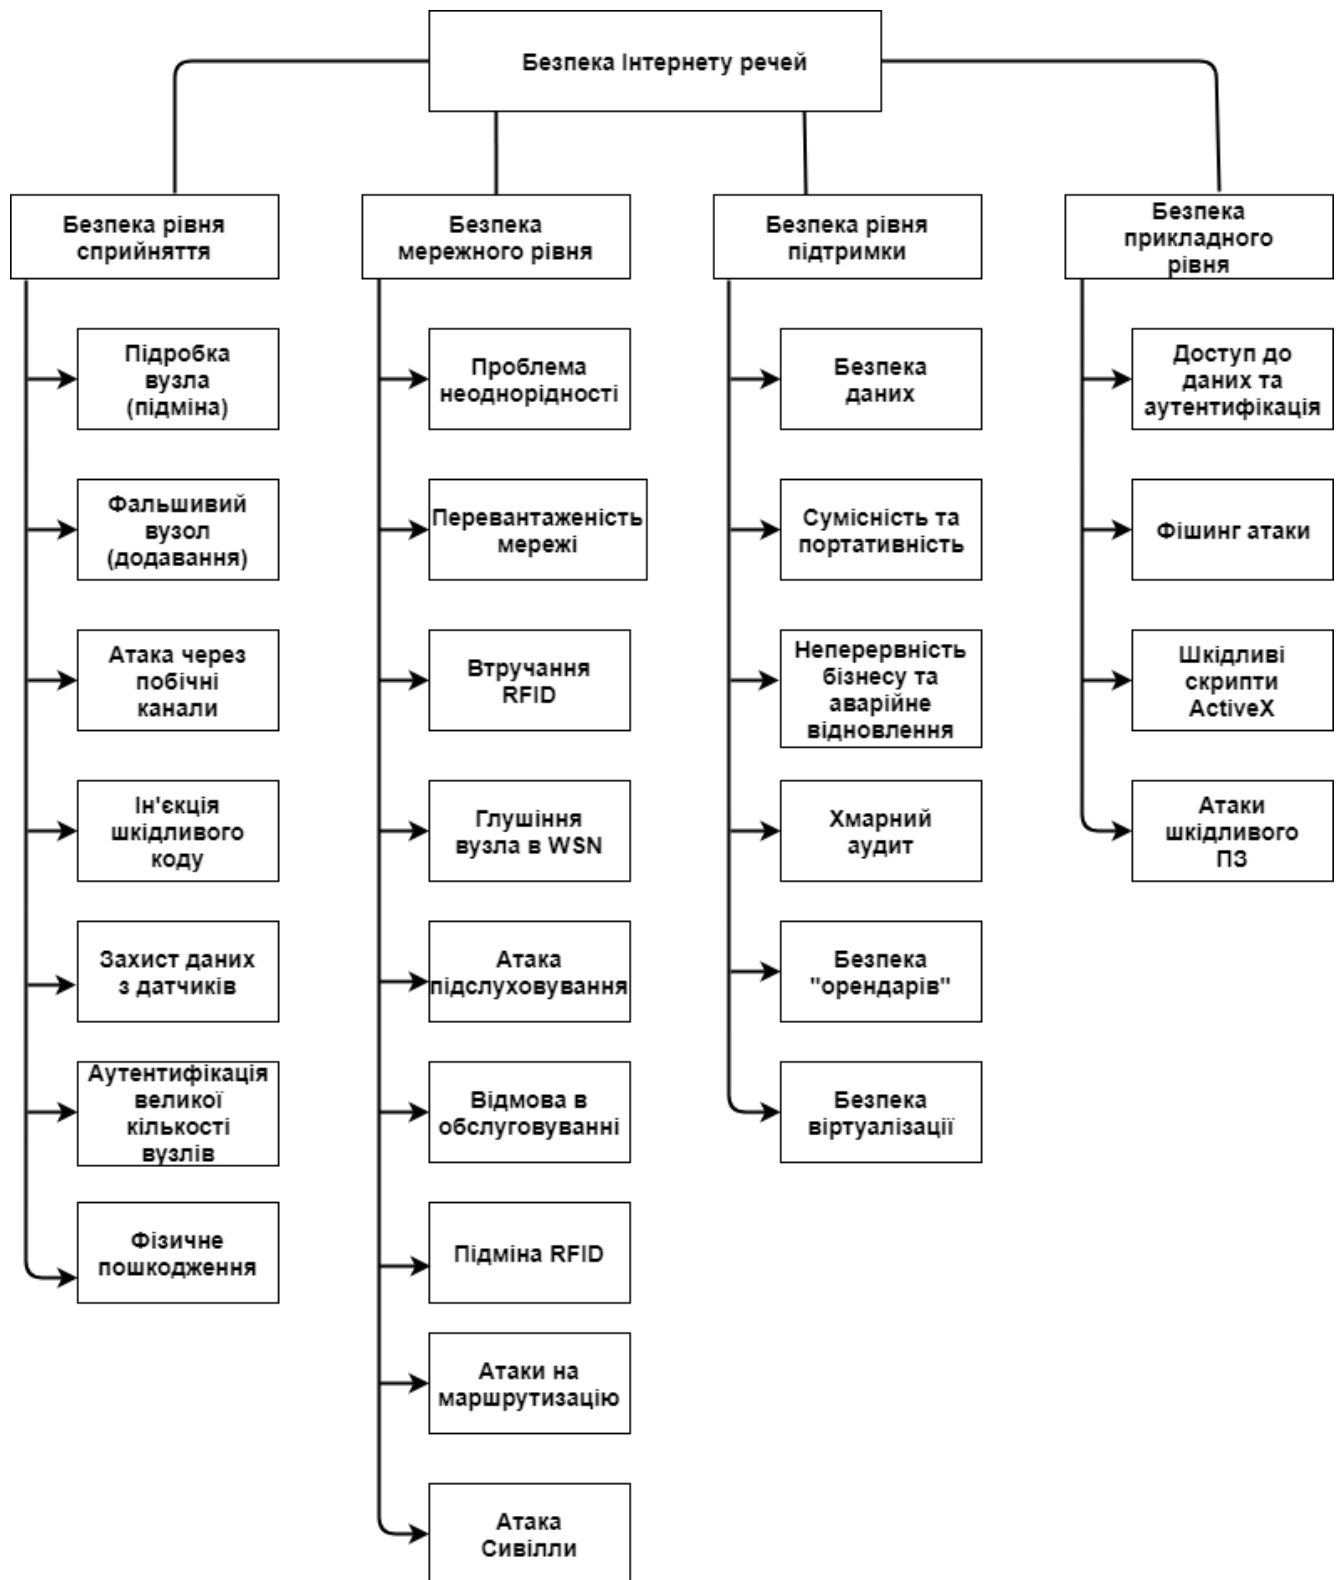 Безпека Інтернету речей
Безпека рівня
сприйняття
Підробка
вузла
(підміна)
Фальшивий
вузол
(додавання)
Атака через
побічні
канали
Ін'єкція
шкідливого
коду
Захист даних
з датчиків
Аутентифікація
великої
кількості
вузлів
Фізичне
пошкодження
Безпека
мережного рівня
Проблема
неоднорідності
Перевантаженість
мережі
Втручання
RFID
Глушіння
вузла в WSN
Атака
підслуховування
Відмова в
обслуговуванні
Підміна RFID
Атаки на
маршрутизацію
Атака
Сивілли
Безпека рівня
підтримки
Безпека
даних
Сумісність та
портативність
Неперервність
бізнесу та
аварійне
відновлення
Хмарний
аудит
Безпека
"орендарів"
Безпека
віртуалізації
Безпека
прикладного
рівня
Доступ до
даних та
аутентифікація
Фішинг атаки
Шкідливі
скрипти
ActiveX
Атаки
шкідливого
ПЗ